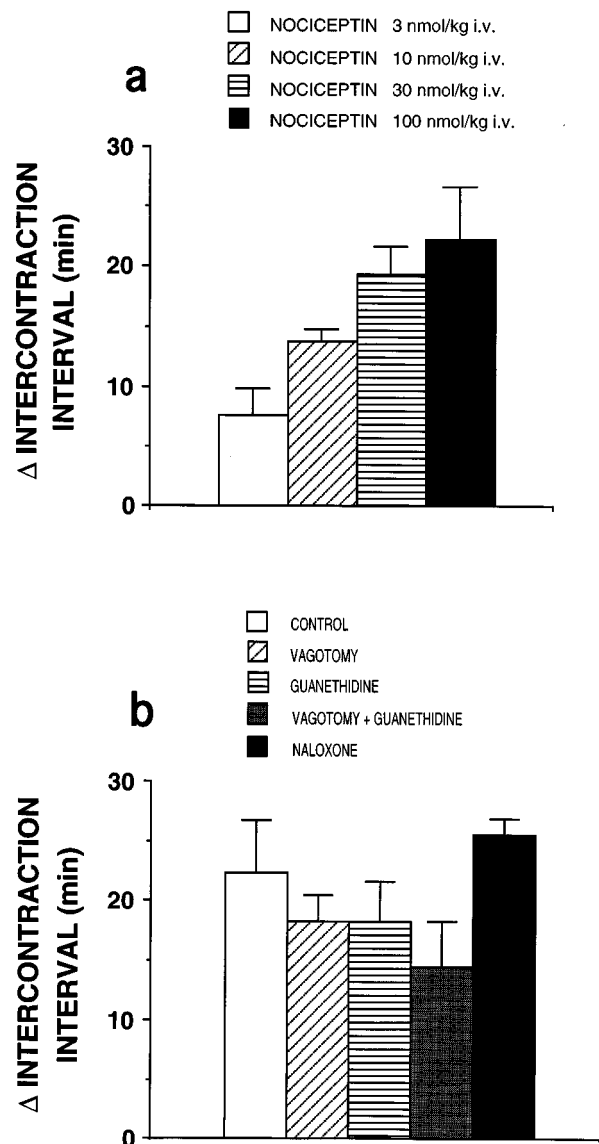 NOCICEPTIN 3 nmol/kg i.v.
NOCICEPTIN 10 nmol/kg i.v.
NOCICEPTIN 30 nmol/kg i.v.
NOCICEPTIN 100 nmol/kg i.v.
a
Δ INTERCONTRACTION
INTERVAL (min)
30
20
10
0
CONTROL
VAGOTOMY
GUANETHIDINE
VAGOTOMY + GUANETHIDINE
NALOXONE
b
Δ INTERCONTRACTION
INTERVAL (min)
30
20
10
0